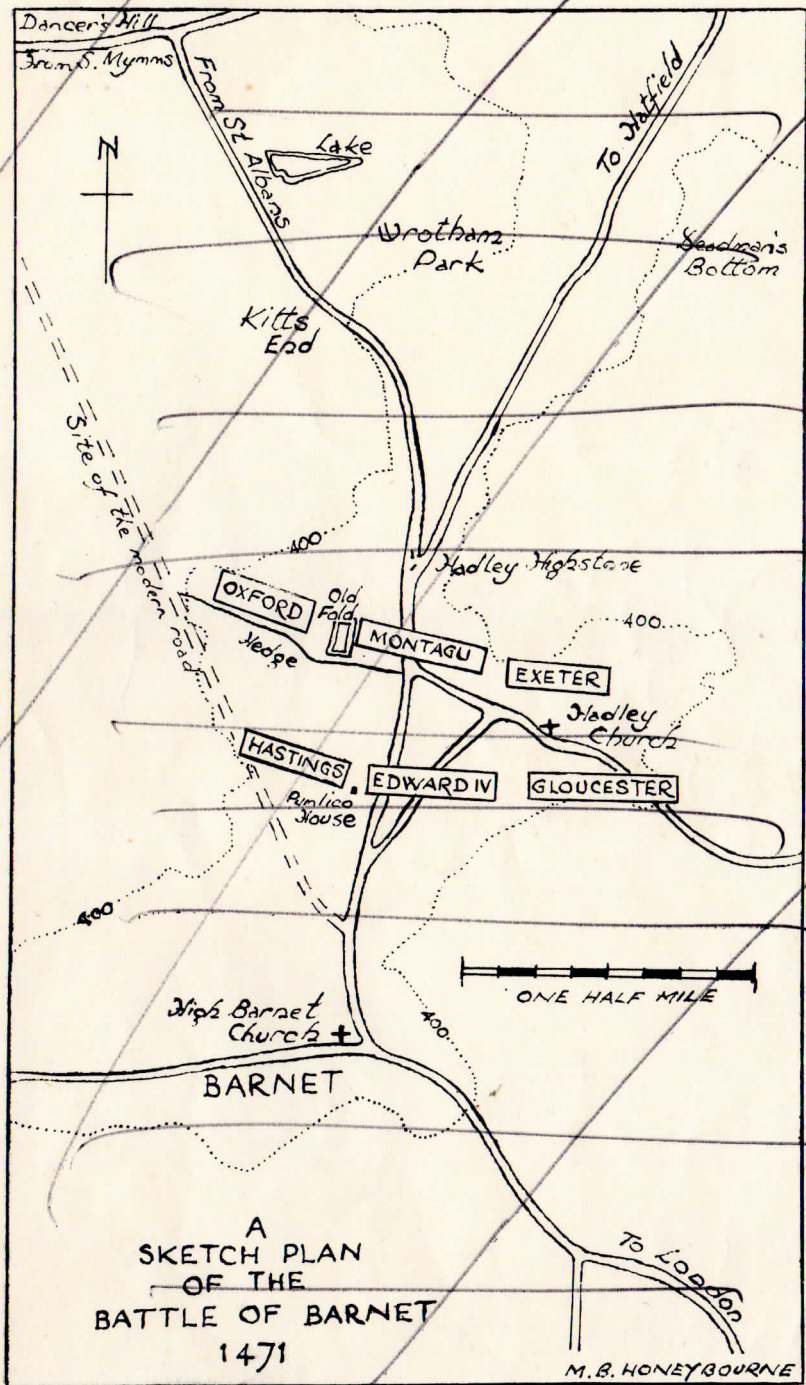 Dancer's Hill
From S. Mymms
From St Albans
To Hatfield
N
Lake
Wrotham
Park
Deadman's
Bottom
Kitts
End
Site of the modern road
400
Hadley Highstone
OXFORD
Old
Fold
MONTAGU
400
Hedge
EXETER
Hadley
Church
HASTINGS
EDWARD IV
GLOUCESTER
Pymlico
House
400
ONE HALF MILE
High Barnet
Church
400
BARNET
A
SKETCH PLAN
OF THE
BATTLE OF BARNET
1471
To London
M.B. HONEYBOURNE